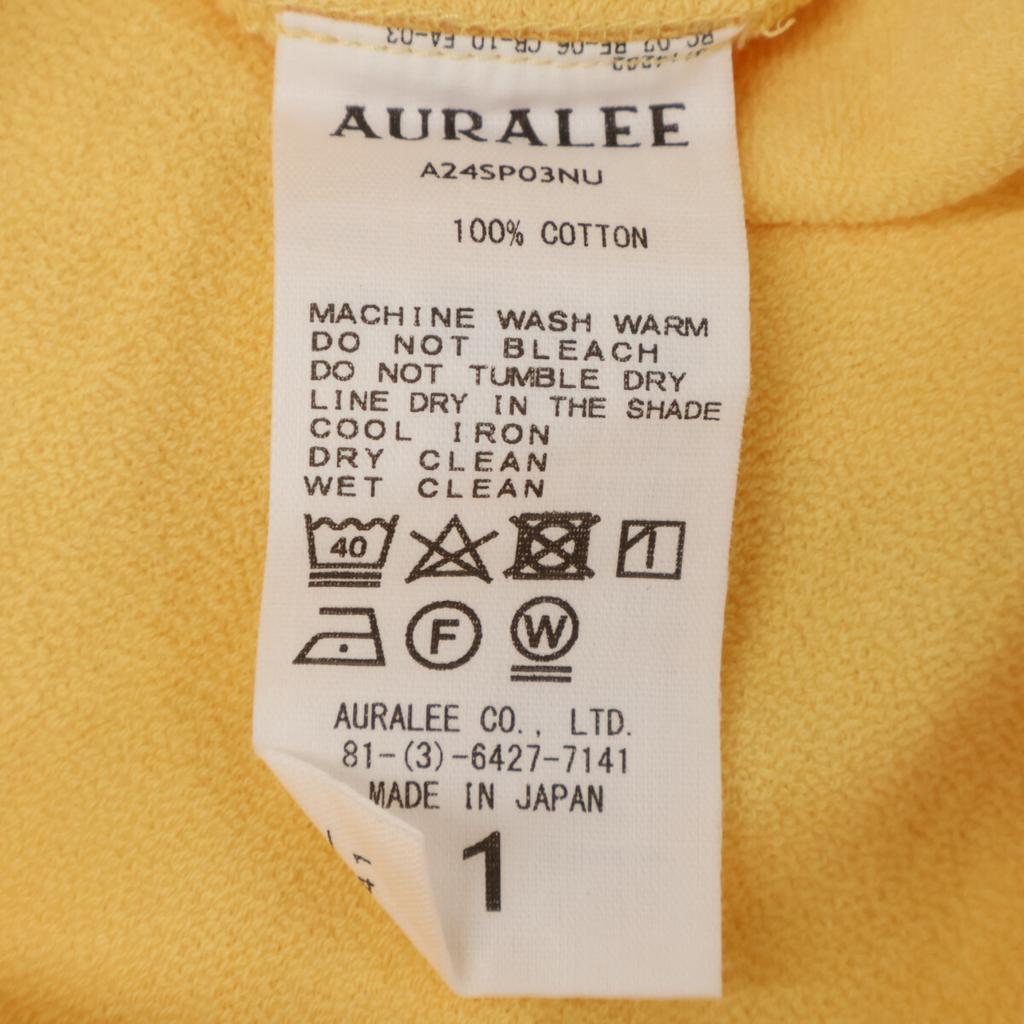 AURALEE
A24SP03NU
100% COTTON
MACHINE WASH WARM
DO NOT BLEACH
DO NOT TUMBLE DRY
LINE DRY IN THE SHADE
COOL IRON
DRY CLEAN
WET CLEAN
40
F W
AURALEE CO., LTD.
81-(3)-6427-7141
MADE IN JAPAN
1